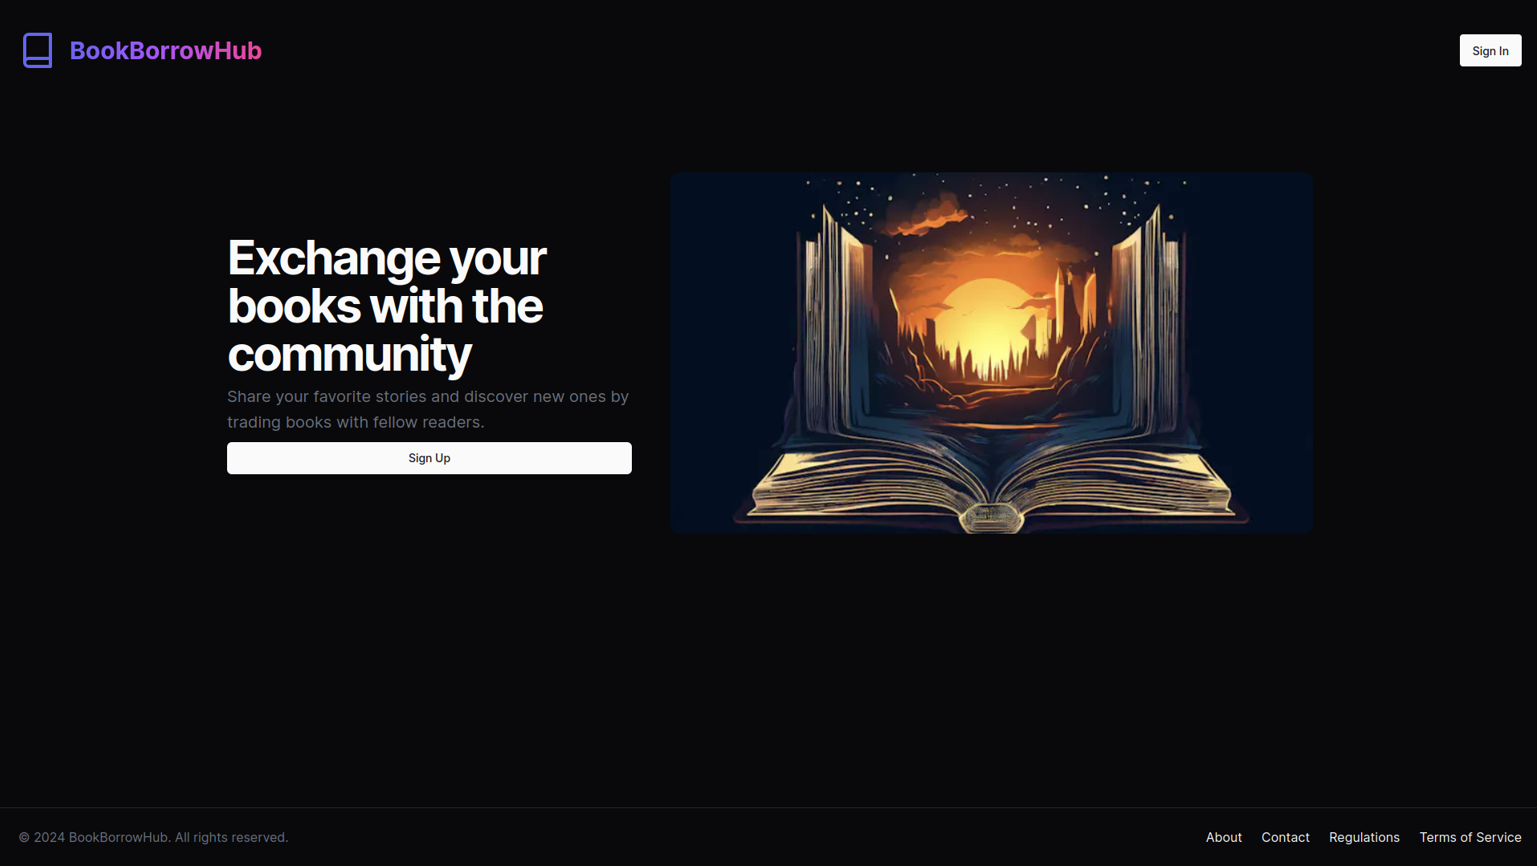 BookBorrowHub
Sign In
Exchange your
books with the
community
Share your favorite stories and discover new ones by
trading books with fellow readers.
Sign Up
© 2024 BookBorrowHub. All rights reserved.
About
Contact
Regulations
Terms of Service